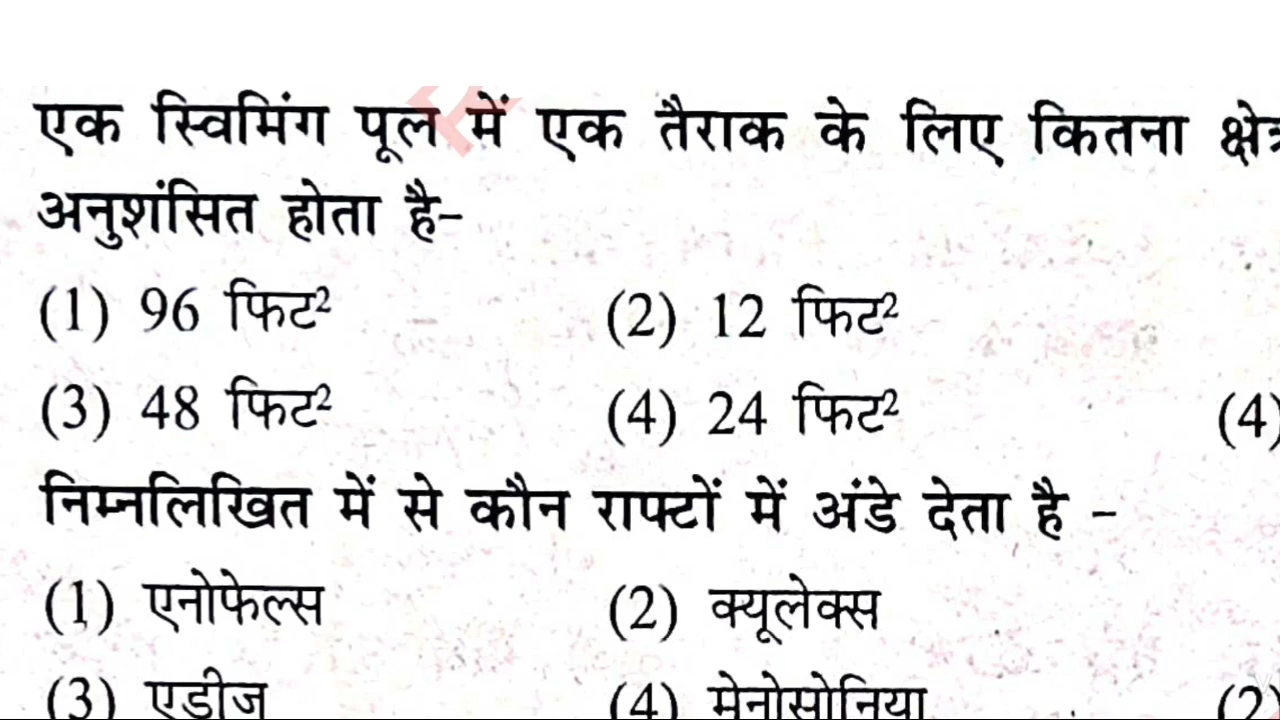 एक स्विमिंग पूल में एक तैराक के लिए कितना क्षेत्र
अनुशंसित होता है-
(1) 96 फिट² (2) 12 फिट²
(3) 48 फिट² (4) 24 फिट² (4)
निम्नलिखित में से कौन राफ्टों में अंडे देता है -
(1) एनोफेल्स (2) क्यूलेक्स
(3) एडीज (4) मेनोसोनिया (2)